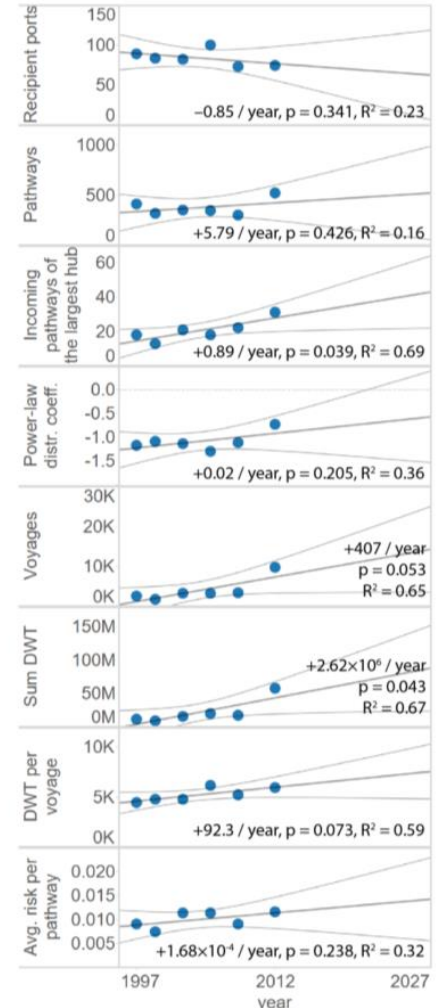 Recipient ports
150
100
50
0
−0.85 / year, p = 0.341, R² = 0.23
Pathways
1000
500
0
+5.79 / year, p = 0.426, R² = 0.16
Incoming
pathways of
the largest hub
60
40
20
0
+0.89 / year, p = 0.039, R² = 0.69
Power-law
distr. coeff.
0.0
-0.5
-1.0
-1.5
+0.02 / year, p = 0.205, R² = 0.36
Voyages
30K
20K
10K
0K
+407 / year
p = 0.053
R² = 0.65
Sum DWT
150M
100M
50M
0M
+2.62×10⁶ / year
p = 0.043
R² = 0.67
DWT per
voyage
10K
5K
0K
+92.3 / year, p = 0.073, R² = 0.59
Avg. risk per
pathway
0.020
0.015
0.010
0.005
+1.68×10⁻⁴ / year, p = 0.238, R² = 0.32
1997
2012
2027
year